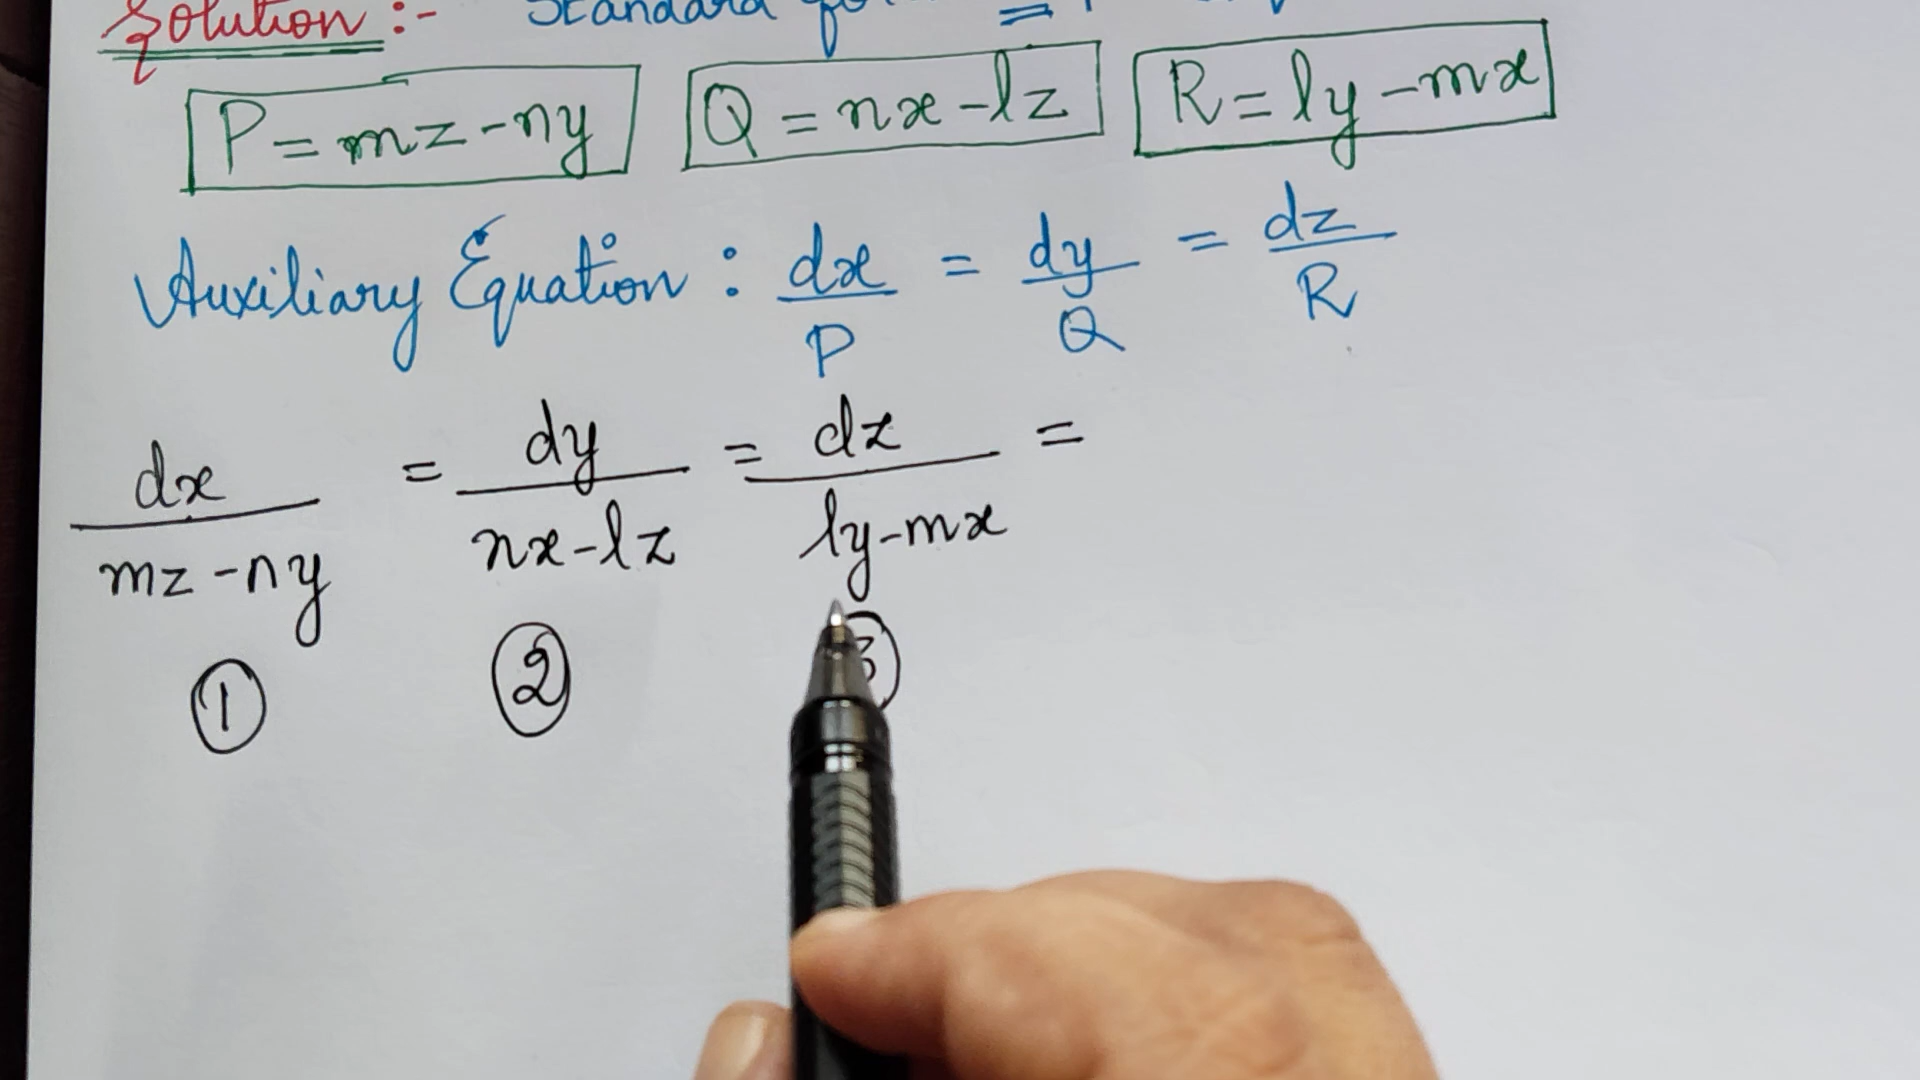 Solution :- Standard
P = mz - ny Q = nx - lz R = ly - mx
Auxiliary Equation : dx/P = dy/Q = dz/R
dx/mz - ny = dy/nx - lz = dz/ly - mx =
① ② ③